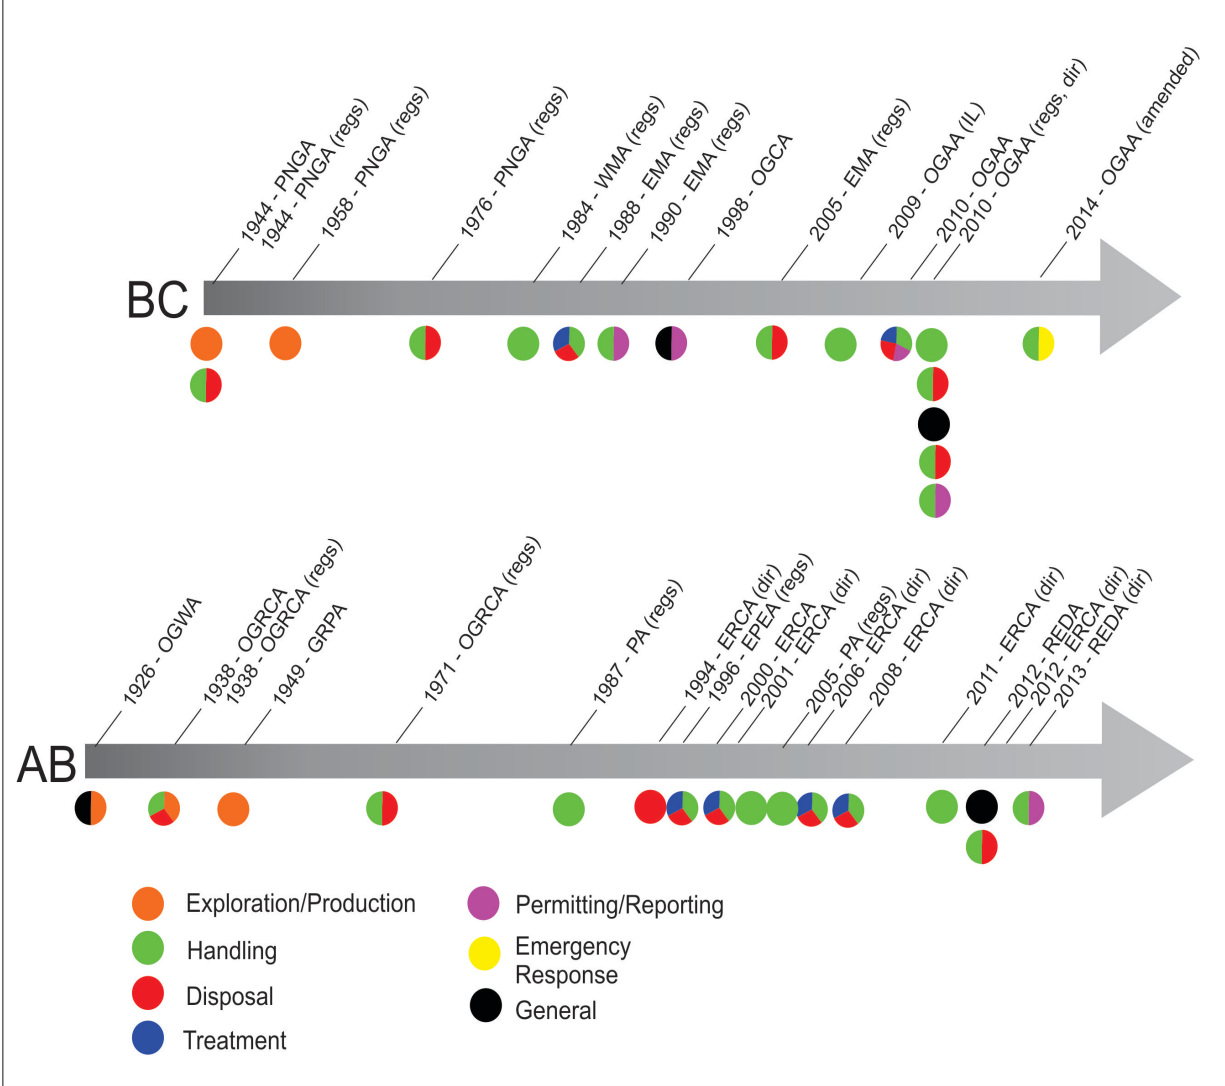 1944 - PNGA
1944 - PNGA (regs)
1958 - PNGA (regs)
1976 - PNGA (regs)
1984 - WMA (regs)
1988 - EMA (regs)
1990 - EMA (regs)
1998 - OGCA
2005 - EMA (regs)
2009 - OGAA (IL)
2010 - OGAA
2010 - OGAA (regs, dir)
2014 - OGAA (amended)
BC
1926 - OGWA
1938 - OGRCA
1938 - OGRCA (regs)
1949 - GRPA
1971 - OGRCA (regs)
1987 - PA (regs)
1994 - ERCA (dir)
1996 - EPEA (regs)
2000 - ERCA
2001 - ERCA (dir)
2005 - PA (regs)
2006 - ERCA (dir)
2008 - ERCA (dir)
2011 - ERCA (dir)
2012 - REDA
2012 - ERCA (dir)
2013 - REDA (dir)
AB
Exploration/Production
Handling
Disposal
Treatment
Permitting/Reporting
Emergency
Response
General